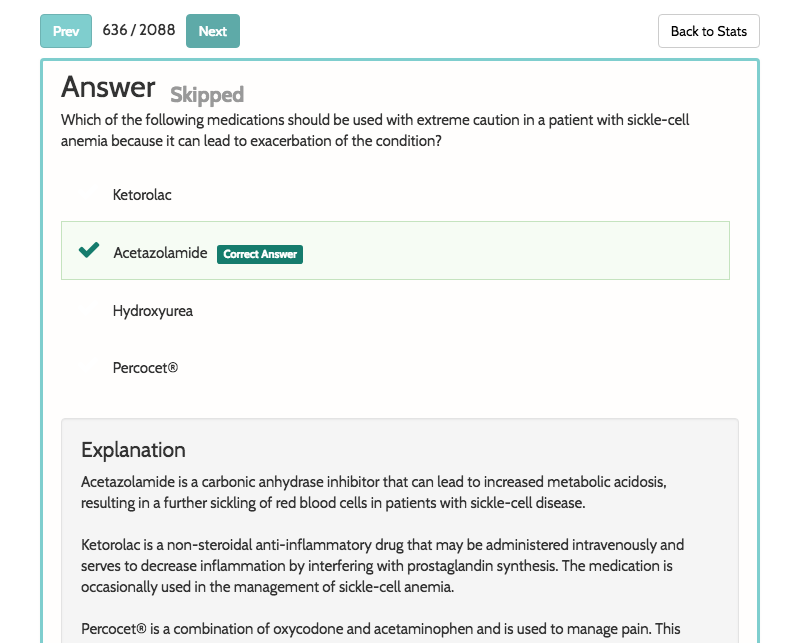 Prev 636 / 2088 Next Back to Stats
Answer Skipped
Which of the following medications should be used with extreme caution in a patient with sickle-cell
anemia because it can lead to exacerbation of the condition?
Ketorolac
Acetazolamide Correct Answer
Hydroxyurea
Percocet®
Explanation
Acetazolamide is a carbonic anhydrase inhibitor that can lead to increased metabolic acidosis,
resulting in a further sickling of red blood cells in patients with sickle-cell disease.
Ketorolac is a non-steroidal anti-inflammatory drug that may be administered intravenously and
serves to decrease inflammation by interfering with prostaglandin synthesis. The medication is
occasionally used in the management of sickle-cell anemia.
Percocet® is a combination of oxycodone and acetaminophen and is used to manage pain. This